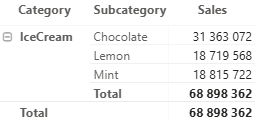 Category Subcategory Sales
IceCream Chocolate 31 363 072
Lemon 18 719 568
Mint 18 815 722
Total 68 898 362
Total 68 898 362